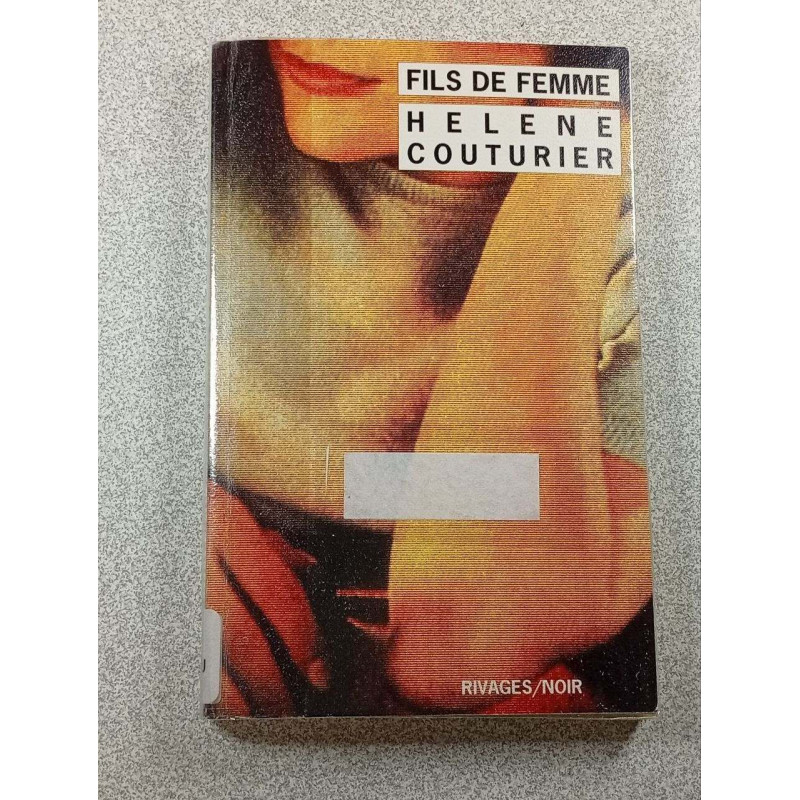 FILS DE FEMME
HELENE
COUTURIER
RIVAGES/NOIR